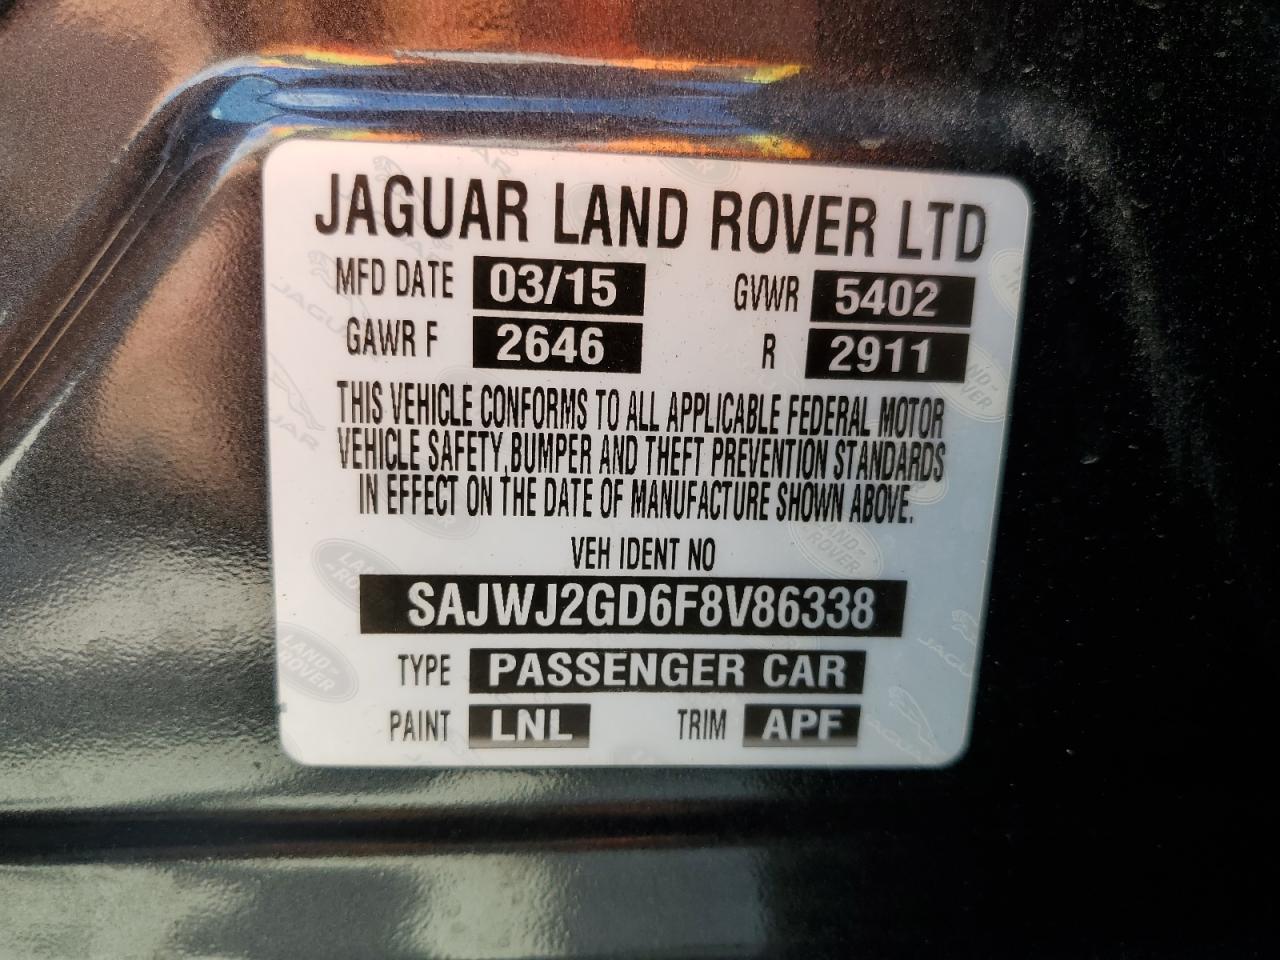 JAGUAR LAND ROVER LTD
MFD DATE 03/15 GVWR 5402
GAWR F 2646 R 2911
THIS VEHICLE CONFORMS TO ALL APPLICABLE FEDERAL MOTOR
VEHICLE SAFETY, BUMPER AND THEFT PREVENTION STANDARDS
IN EFFECT ON THE DATE OF MANUFACTURE SHOWN ABOVE.
VEH IDENT NO
SAJWJ2GD6F8V86338
TYPE PASSENGER CAR
PAINT LNL TRIM APF